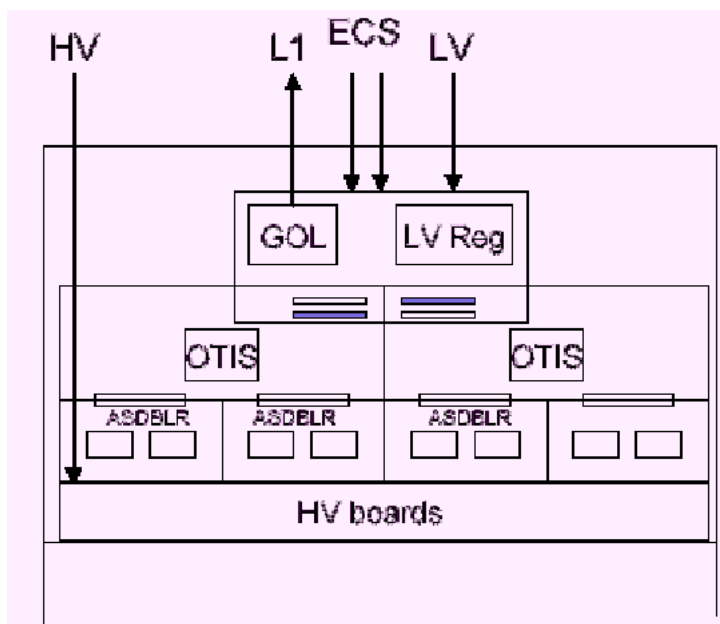 HV L1 ECS LV
GOL LV Reg
OTIS OTIS
ASDBLR ASDBLR ASDBLR
HV boards